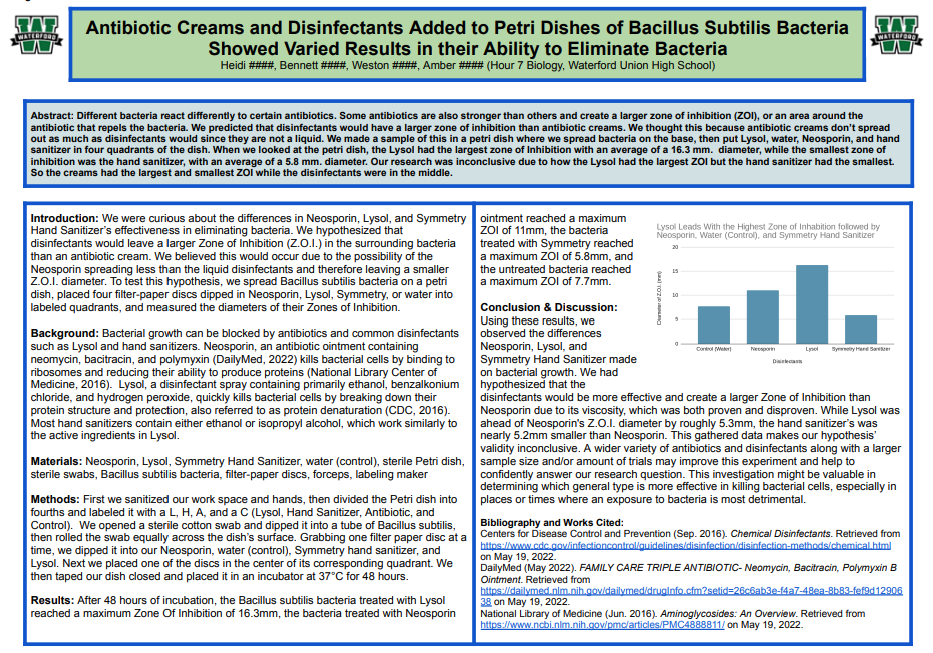 WATERFORD
Antibiotic Creams and Disinfectants Added to Petri Dishes of Bacillus Subtilis Bacteria
Showed Varied Results in their Ability to Eliminate Bacteria
Heidi ####, Bennett ####, Weston ####, Amber #### (Hour 7 Biology, Waterford Union High School)
WATERFORD
Abstract: Different bacteria react differently to certain antibiotics. Some antibiotics are also stronger than others and create a larger zone of inhibition (ZOI), or an area around the
antibiotic that repels the bacteria. We predicted that disinfectants would have a larger zone of inhibition than antibiotic creams. We thought this because antibiotic creams don't spread
out as much as disinfectants would since they are not a liquid. We made a sample of this in a petri dish where we spread bacteria on the base, then put Lysol, water, Neosporin, and hand
sanitizer in four quadrants of the dish. When we looked at the petri dish, the Lysol had the largest zone of Inhibition with an average of a 16.3 mm. diameter, while the smallest zone of
inhibition was the hand sanitizer, with an average of a 5.8 mm. diameter. Our research was inconclusive due to how the Lysol had the largest ZOI but the hand sanitizer had the smallest.
So the creams had the largest and smallest ZOI while the disinfectants were in the middle.
Introduction: We were curious about the differences in Neosporin, Lysol, and Symmetry
Hand Sanitizer's effectiveness in eliminating bacteria. We hypothesized that
disinfectants would leave a larger Zone of Inhibition (Z.O.I.) in the surrounding bacteria
than an antibiotic cream. We believed this would occur due to the possibility of the
Neosporin spreading less than the liquid disinfectants and therefore leaving a smaller
Z.O.I. diameter. To test this hypothesis, we spread Bacillus subtilis bacteria on a petri
dish, placed four filter-paper discs dipped in Neosporin, Lysol, Symmetry, or water into
labeled quadrants, and measured the diameters of their Zones of Inhibition.
Background: Bacterial growth can be blocked by antibiotics and common disinfectants
such as Lysol and hand sanitizers. Neosporin, an antibiotic ointment containing
neomycin, bacitracin, and polymyxin (DailyMed, 2022) kills bacterial cells by binding to
ribosomes and reducing their ability to produce proteins (National Library Center of
Medicine, 2016). Lysol, a disinfectant spray containing primarily ethanol, benzalkonium
chloride, and hydrogen peroxide, quickly kills bacterial cells by breaking down their
protein structure and protection, also referred to as protein denaturation (CDC, 2016).
Most hand sanitizers contain either ethanol or isopropyl alcohol, which work similarly to
the active ingredients in Lysol.
Materials: Neosporin, Lysol, Symmetry Hand Sanitizer, water (control), sterile Petri dish,
sterile swabs, Bacillus subtilis bacteria, filter-paper discs, forceps, labeling maker
Methods: First we sanitized our work space and hands, then divided the Petri dish into
fourths and labeled it with a L, H, A, and a C (Lysol, Hand Sanitizer, Antibiotic, and
Control). We opened a sterile cotton swab and dipped it into a tube of Bacillus subtilis,
then rolled the swab equally across the dish's surface. Grabbing one filter paper disc at a
time, we dipped it into our Neosporin, water (control), Symmetry hand sanitizer, and
Lysol. Next we placed one of the discs in the center of its corresponding quadrant. We
then taped our dish closed and placed it in an incubator at 37°C for 48 hours.
Results: After 48 hours of incubation, the Bacillus subtilis bacteria treated with Lysol
reached a maximum Zone Of Inhibition of 16.3mm, the bacteria treated with Neosporin
ointment reached a maximum
ZOI of 11mm, the bacteria
treated with Symmetry reached
a maximum ZOI of 5.8mm, and
the untreated bacteria reached
a maximum ZOI of 7.7mm.
Lysol Leads With the Highest Zone of Inhabition followed by
Neosporin, Water (Control), and Symmetry Hand Sanitizer
Diameter of Z.O.I. (mm)
20
15
10
5
0
Control (Water) Neosporin Lysol Symmetry Hand Sanitizer
Disinfectants
Conclusion & Discussion:
Using these results, we
observed the differences
Neosporin, Lysol, and
Symmetry Hand Sanitizer made
on bacterial growth. We had
hypothesized that the
disinfectants would be more effective and create a larger Zone of Inhibition than
Neosporin due to its viscosity, which was both proven and disproven. While Lysol was
ahead of Neosporin's Z.O.I. diameter by roughly 5.3mm, the hand sanitizer's was
nearly 5.2mm smaller than Neosporin. This gathered data makes our hypothesis'
validity inconclusive. A wider variety of antibiotics and disinfectants along with a larger
sample size and/or amount of trials may improve this experiment and help to
confidently answer our research question. This investigation might be valuable in
determining which general type is more effective in killing bacterial cells, especially in
places or times where an exposure to bacteria is most detrimental.
Bibliography and Works Cited:
Centers for Disease Control and Prevention (Sep. 2016). Chemical Disinfectants. Retrieved from
https://www.cdc.gov/infectioncontrol/guidelines/disinfection/disinfection-methods/chemical.html
on May 19, 2022.
DailyMed (May 2022). FAMILY CARE TRIPLE ANTIBIOTIC- Neomycin, Bacitracin, Polymyxin B
Ointment. Retrieved from
https://dailymed.nlm.nih.gov/dailymed/drugInfo.cfm?setid=26c6ab3e-f4a7-48ea-8b83-fef9d12906
38 on May 19, 2022.
National Library of Medicine (Jun. 2016). Aminoglycosides: An Overview. Retrieved from
https://www.ncbi.nlm.nih.gov/pmc/articles/PMC4888811/ on May 19, 2022.